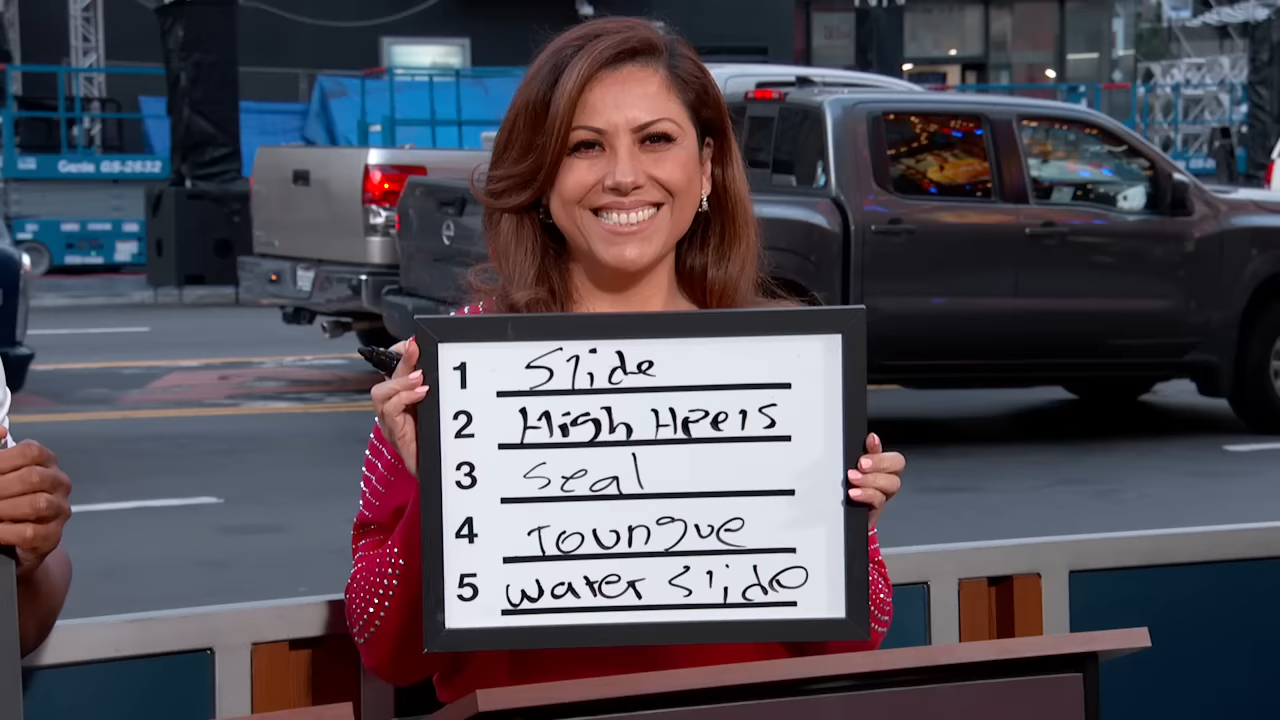 Genie GS-2632
1 Slide
2 High Heels
3 Seal
4 Toungue
5 Water Slide